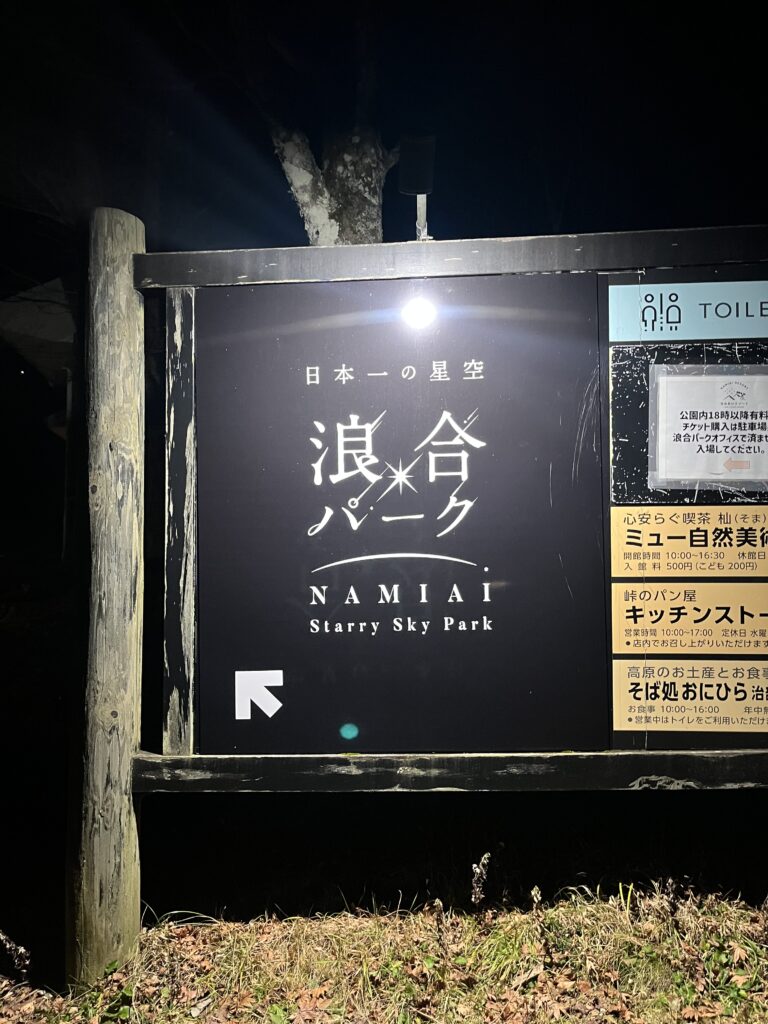 日本一の星空
浪合
パーク
NAMIAI
Starry Sky Park
TOILE
公園内18時以降有料
チケット購入は駐車場
浪合パークオフィスで済ませ
入場してください。
心安らぐ喫茶 杣(そま)
ミュー自然美術
開館時間 10:00~16:30 休館日
入館料 500円(こども 200円)
峠のパン屋
キッチンストー
営業時間 10:00~17:00 定休日 水曜
●店内でお召し上がりいただけます
高原のお土産とお食事
そば処おにひら 治部
お食事 10:00~16:00 年中無
●営業中はトイレをご利用いただけ